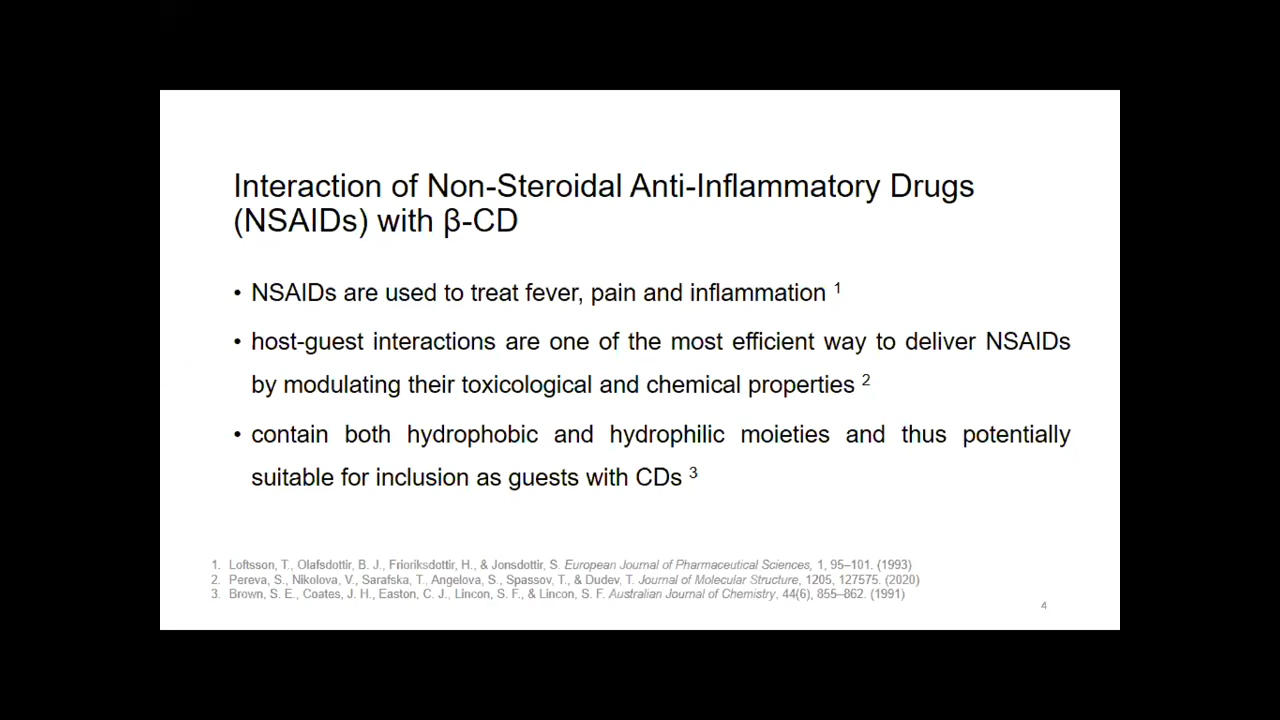 Interaction of Non-Steroidal Anti-Inflammatory Drugs
(NSAIDs) with β-CD
• NSAIDs are used to treat fever, pain and inflammation ¹
• host-guest interactions are one of the most efficient way to deliver NSAIDs
by modulating their toxicological and chemical properties ²
• contain both hydrophobic and hydrophilic moieties and thus potentially
suitable for inclusion as guests with CDs ³
1. Loftsson, T., Olafsdottir, B. J., Frioriksdottir, H., & Jonsdottir, S. European Journal of Pharmaceutical Sciences, 1, 95–101. (1993)
2. Pereva, S., Nikolova, V., Sarafska, T., Angelova, S., Spassov, T., & Dudev, T. Journal of Molecular Structure, 1205, 127575. (2020)
3. Brown, S. E., Coates, J. H., Easton, C. J., Lincon, S. F., & Lincon, S. F. Australian Journal of Chemistry, 44(6), 855–862. (1991)
4